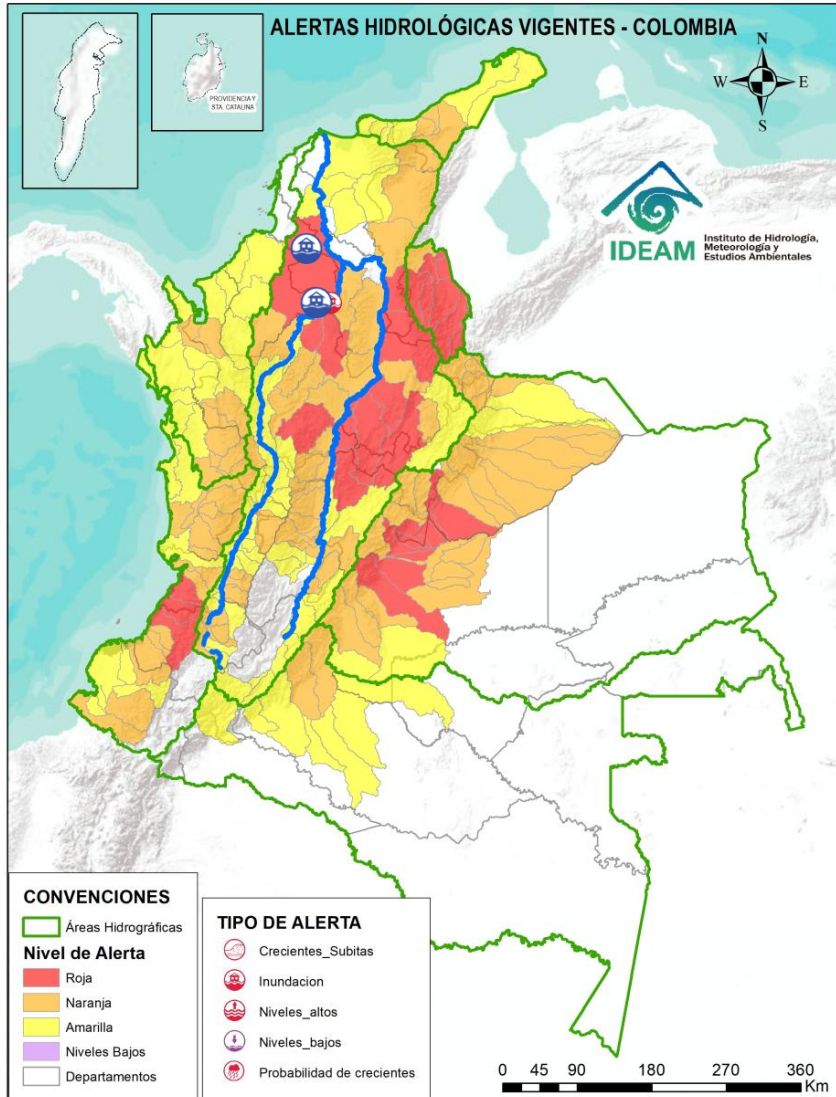 ALERTAS HIDROLÓGICAS VIGENTES - COLOMBIA
PROVIDENCIA Y
STA. CATALINA
N
W
E
S
IDEAM
Instituto de Hidrología,
Meteorología y
Estudios Ambientales
CONVENCIONES
Áreas Hidrográficas
Nivel de Alerta
Roja
Naranja
Amarilla
Niveles Bajos
Departamentos
TIPO DE ALERTA
Crecientes_Subitas
Inundacion
Niveles_altos
Niveles_bajos
Probabilidad de crecientes
0 45 90 180 270 360
Km